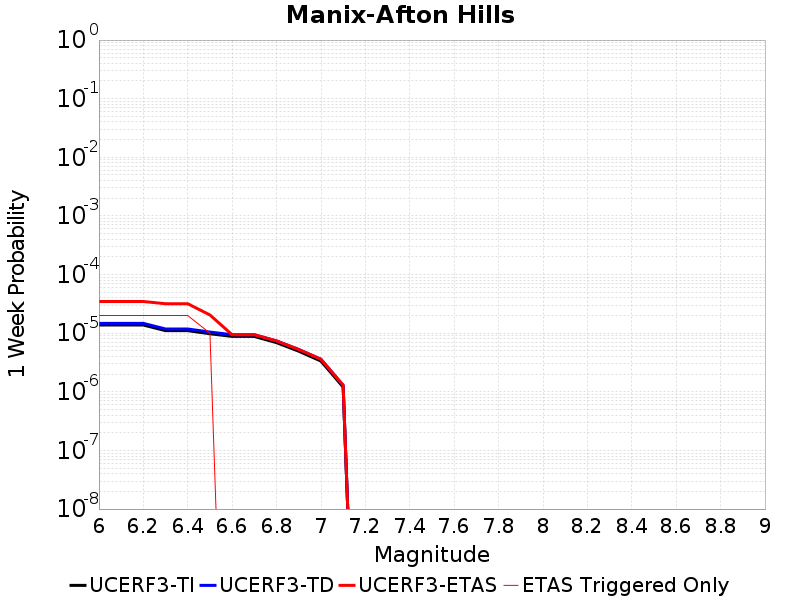 Manix-Afton Hills
1 Week Probability
10^0
10^-1
10^-2
10^-3
10^-4
10^-5
10^-6
10^-7
10^-8
6 6.2 6.4 6.6 6.8 7 7.2 7.4 7.6 7.8 8 8.2 8.4 8.6 8.8 9
Magnitude
UCERF3-TI UCERF3-TD UCERF3-ETAS ETAS Triggered Only